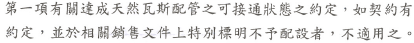 第一項有關達成天然瓦斯配管之可接通狀態之約定，如契約有
約定，並於相關銷售文件上特別標明不予配設者，不適用之。